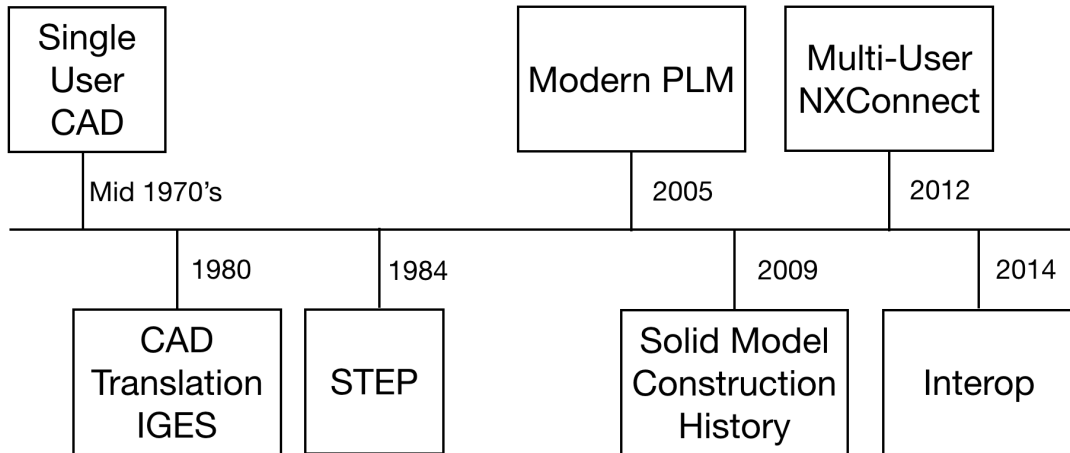 Single
User
CAD
Modern PLM
Multi-User
NXConnect
Mid 1970's
2005
2012
1980
1984
2009
2014
CAD
Translation
IGES
STEP
Solid Model
Construction
History
Interop